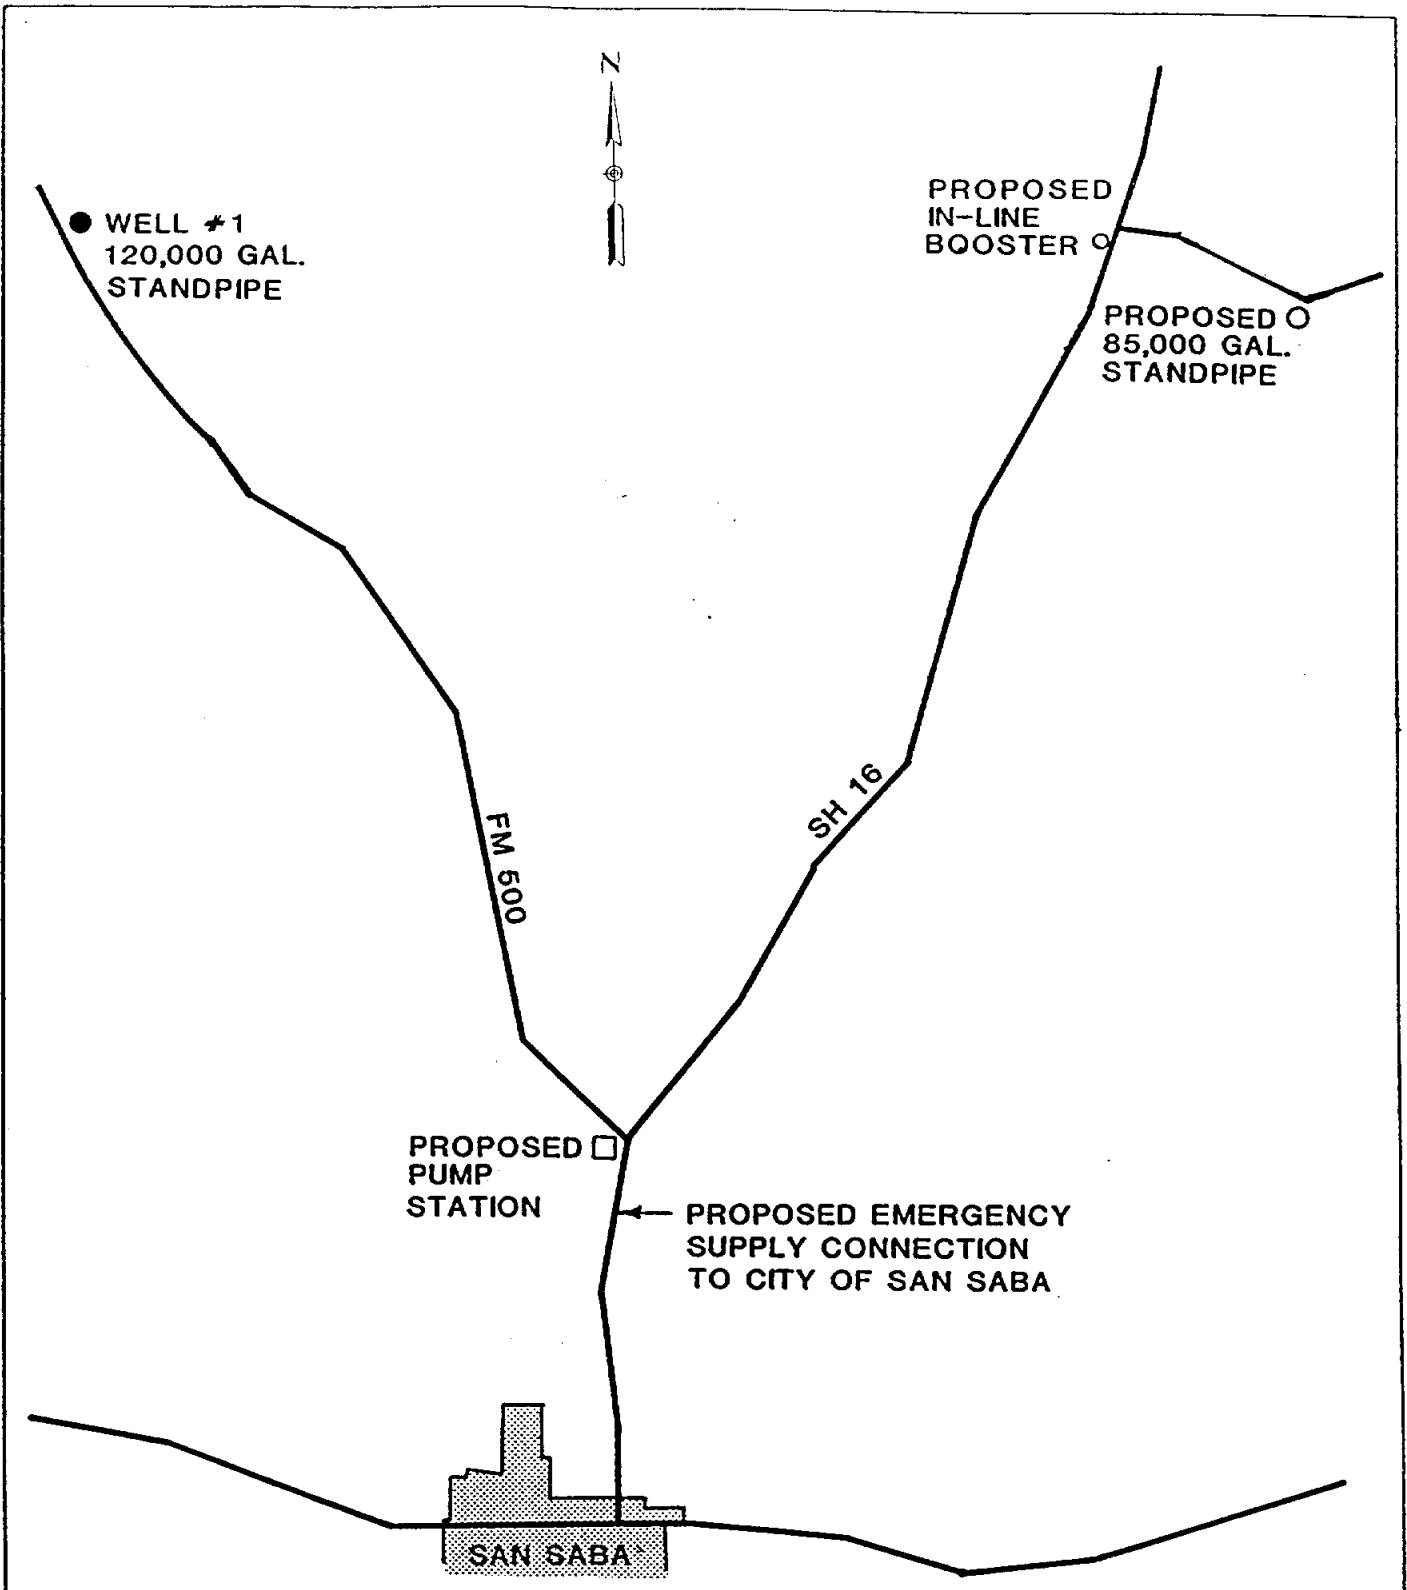 N
PROPOSED
IN-LINE
BOOSTER
WELL #1
120,000 GAL.
STANDPIPE
PROPOSED
85,000 GAL.
STANDPIPE
SH 16
FM 500
PROPOSED
PUMP
STATION
PROPOSED EMERGENCY
SUPPLY CONNECTION
TO CITY OF SAN SABA
SAN SABA